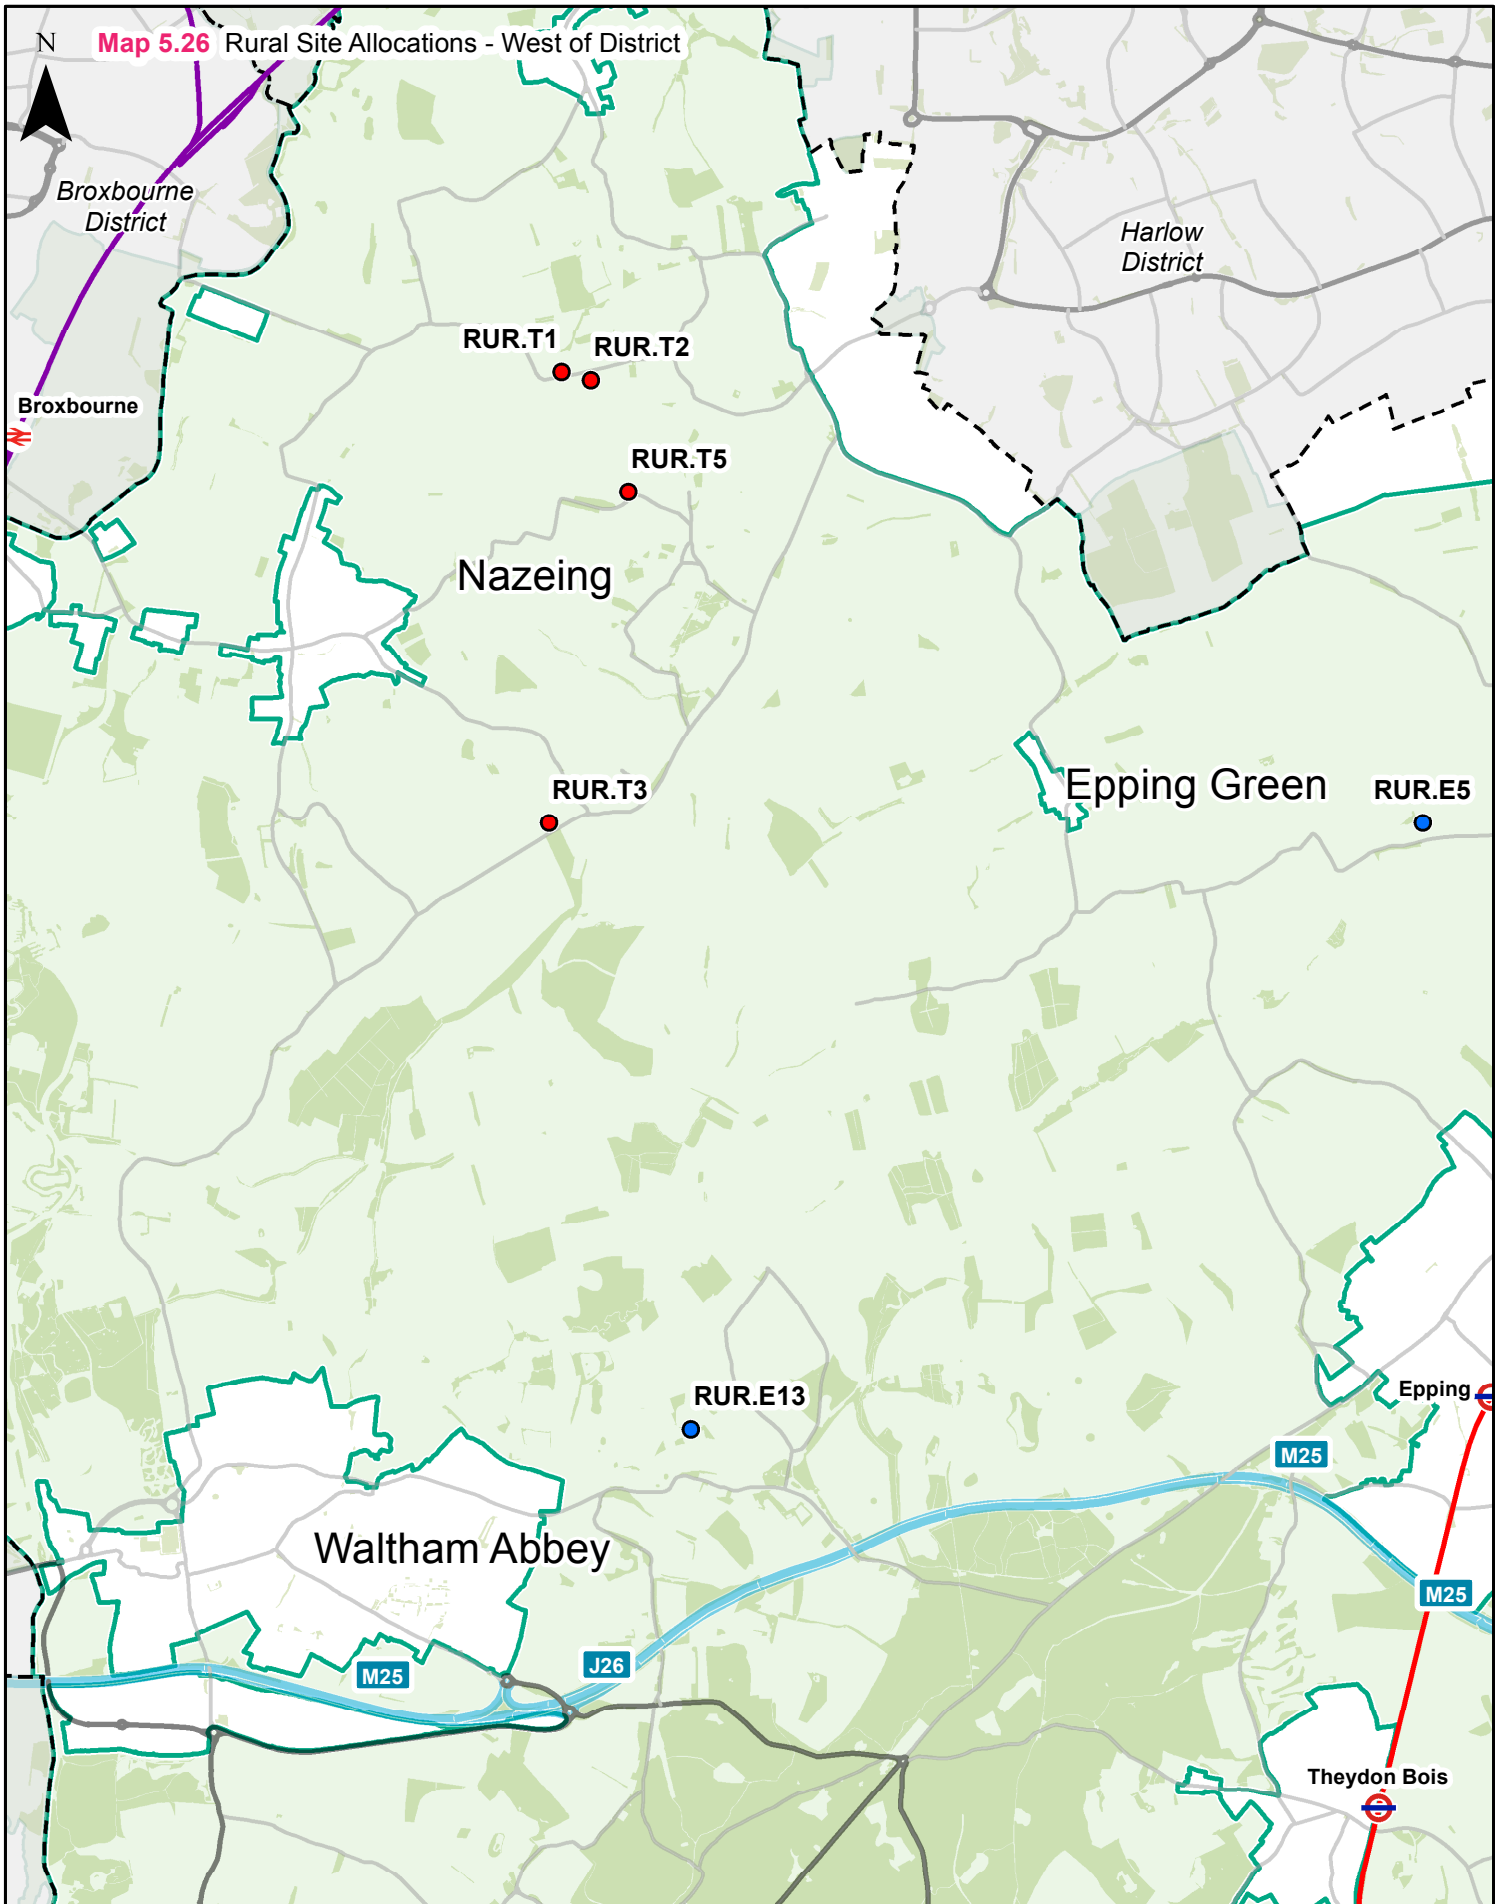 N
Map 5.26 Rural Site Allocations - West of District
Broxbourne
District
Harlow
District
RUR.T1
RUR.T2
Broxbourne
RUR.T5
Nazeing
Epping Green
RUR.T3
RUR.E5
RUR.E13
Epping
M25
Waltham Abbey
M25
J26
M25
Theydon Bois